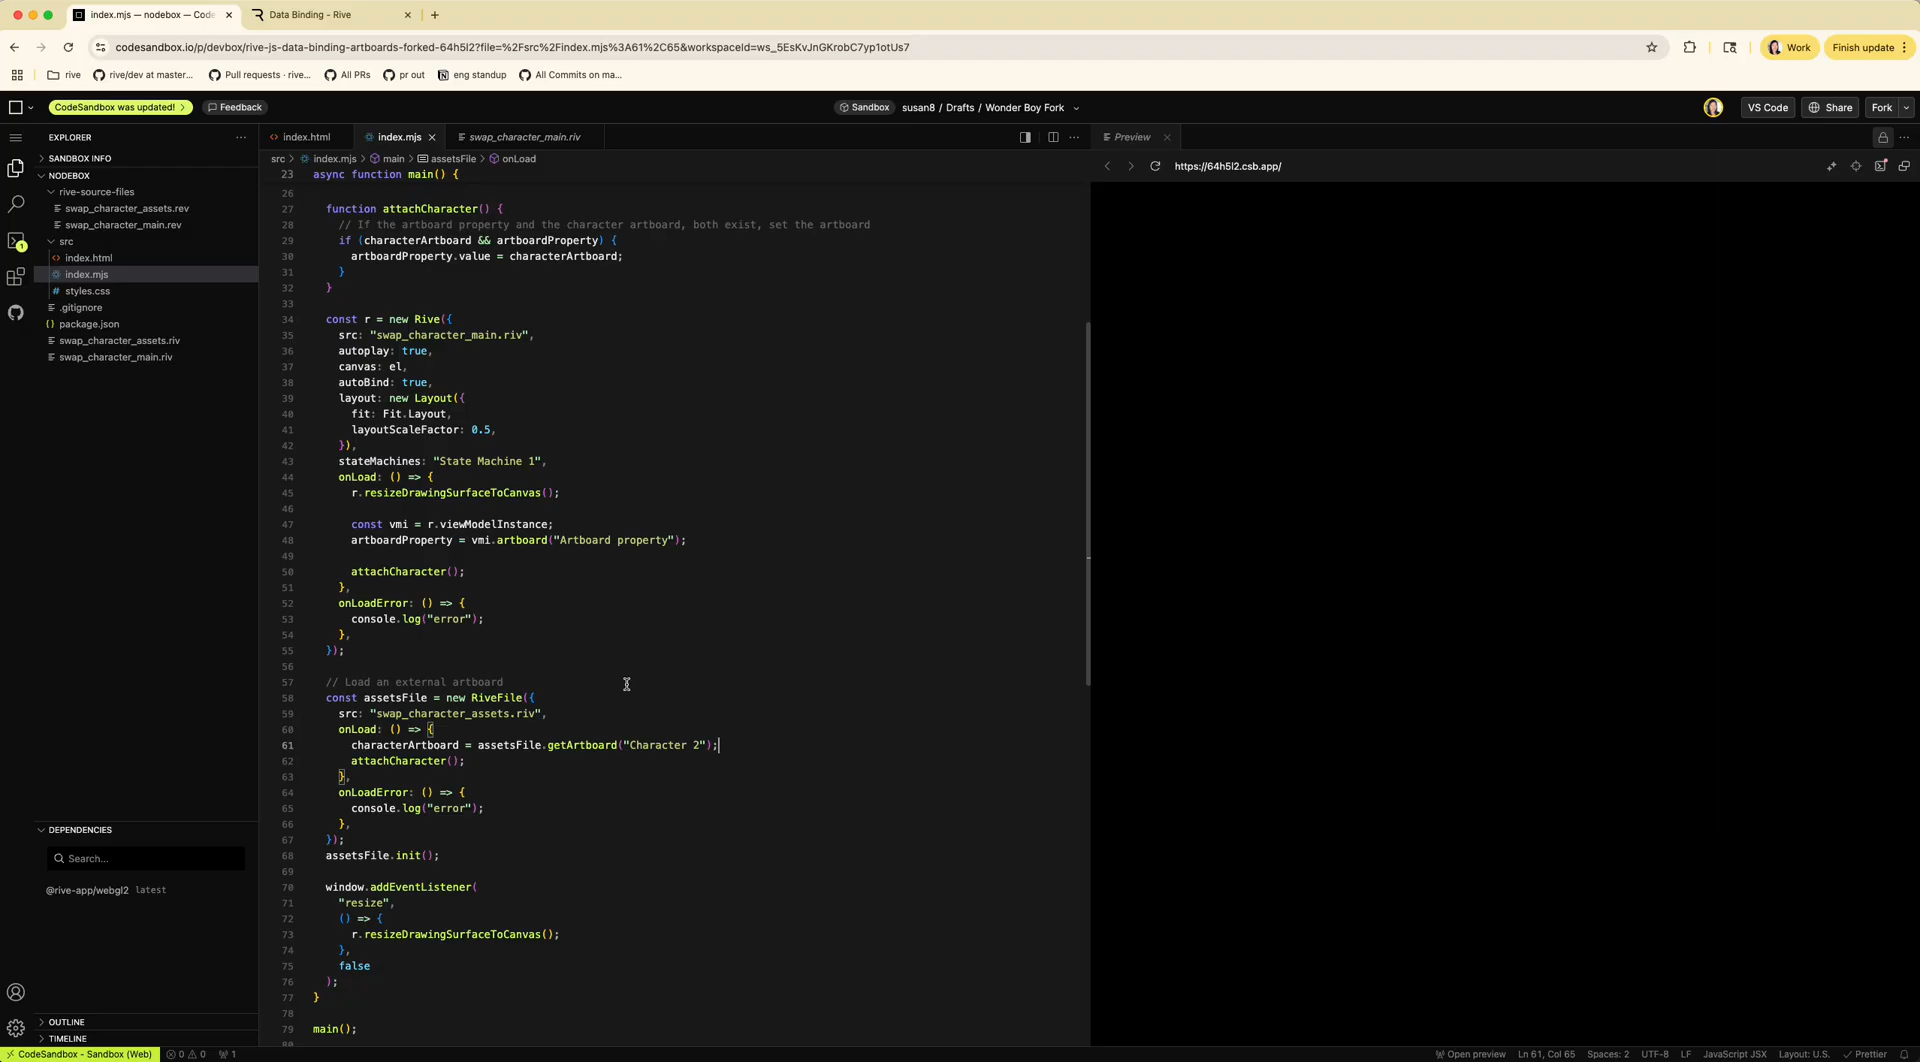 index.mjs — nodebox — Code
Data Binding - Rive
codesandbox.io/p/devbox/rive-js-data-binding-artboards-forked-64h5l2?file=%2Fsrc%2Findex.mjs%3A61%2C65&workspaceId=ws_5EsKvJnGKrobC7yp1otUs7
Work
Finish update
rive
rive/dev at master...
Pull requests · rive...
All PRs
pr out
eng standup
All Commits on ma...
CodeSandbox was updated!
Feedback
Sandbox
susan8 / Drafts / Wonder Boy Fork
VS Code
Share
Fork
EXPLORER
SANDBOX INFO
NODEBOX
rive-source-files
swap_character_assets.rev
swap_character_main.rev
src
index.html
index.mjs
styles.css
.gitignore
package.json
swap_character_assets.riv
swap_character_main.riv
DEPENDENCIES
Search...
@rive-app/webgl2 latest
OUTLINE
TIMELINE
index.html
index.mjs
swap_character_main.riv
src > index.mjs > main > assetsFile > onLoad
23 async function main() {
26
27 function attachCharacter() {
28 // If the artboard property and the character artboard, both exist, set the artboard
29 if (characterArtboard && artboardProperty) {
30 artboardProperty.value = characterArtboard;
31 }
32 }
33
34 const r = new Rive({
35 src: "swap_character_main.riv",
36 autoplay: true,
37 canvas: el,
38 autoBind: true,
39 layout: new Layout({
40 fit: Fit.Layout,
41 layoutScaleFactor: 0.5,
42 }),
43 stateMachines: "State Machine 1",
44 onLoad: () => {
45 r.resizeDrawingSurfaceToCanvas();
46
47 const vmi = r.viewModelInstance;
48 artboardProperty = vmi.artboard("Artboard property");
49
50 attachCharacter();
51 },
52 onLoadError: () => {
53 console.log("error");
54 },
55 });
56
57 // Load an external artboard
58 const assetsFile = new RiveFile({
59 src: "swap_character_assets.riv",
60 onLoad: () => {
61 characterArtboard = assetsFile.getArtboard("Character 2");
62 attachCharacter();
63 },
64 onLoadError: () => {
65 console.log("error");
66 },
67 });
68 assetsFile.init();
69
70 window.addEventListener(
71 "resize",
72 () => {
73 r.resizeDrawingSurfaceToCanvas();
74 },
75 false
76 );
77 }
78
79 main();
80
Preview
https://64h5l2.csb.app/
1
CodeSandbox - Sandbox (Web)
0 0
1
Open preview
Ln 61, Col 65
Spaces: 2
UTF-8
LF
JavaScript JSX
Layout: U.S.
Prettier